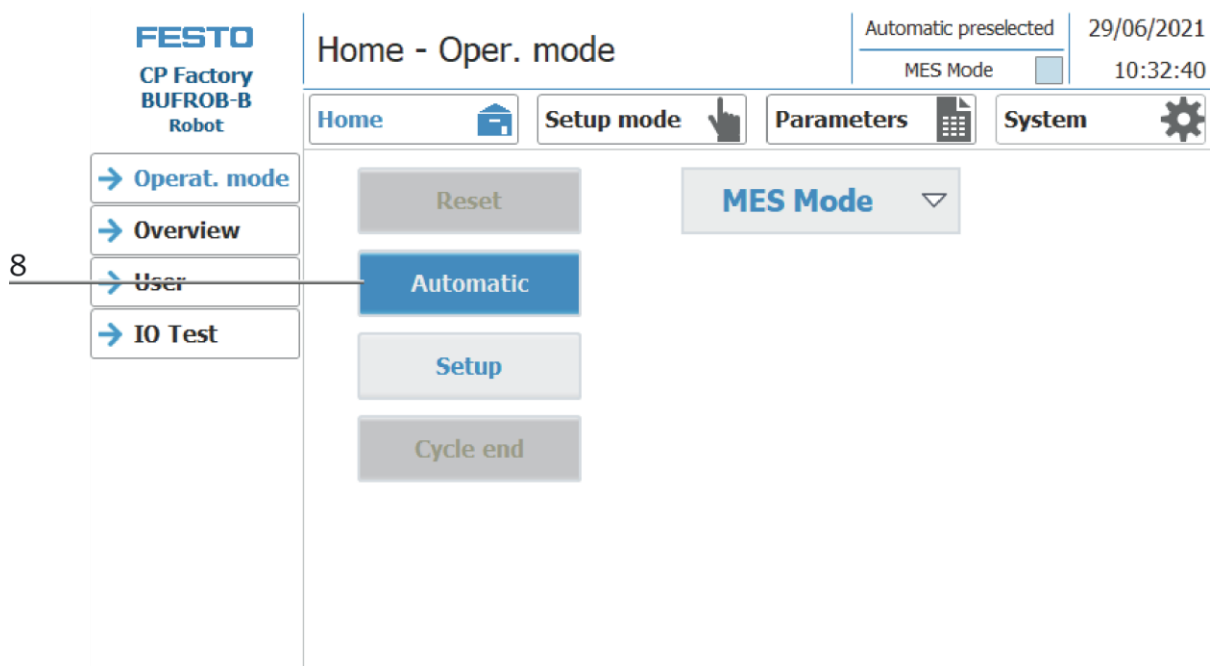 FESTO
CP Factory
BUFROB-B
Robot
Home - Oper. mode
Automatic preselected
MES Mode
29/06/2021
10:32:40
Home
Setup mode
Parameters
System
Operat. mode
Overview
User
IO Test
8
Reset
Automatic
Setup
Cycle end
MES Mode